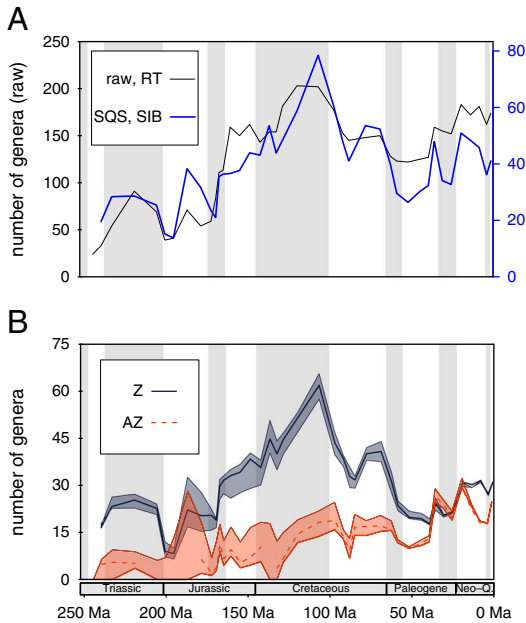 A
number of genera (raw)
250
200
150
100
50
0
raw, RT
SQS, SIB
80
60
40
20
0
B
number of genera
75
60
45
30
15
0
Z
AZ
Triassic
Jurassic
Cretaceous
Paleogene
Neo–Q.
250 Ma
200 Ma
150 Ma
100 Ma
50 Ma
0 Ma